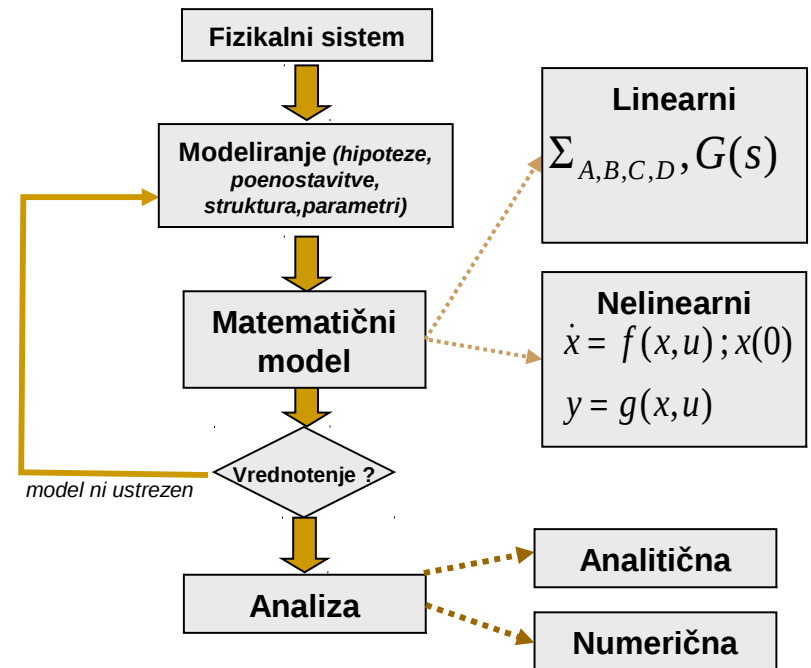 Fizikalni sistem
Modeliranje (hipoteze,
poenostavitve,
struktura,parametri)
Matematični
model
Vrednotenje ?
model ni ustrezen
Analiza
Linearni
Σ_{A,B,C,D}, G(s)
Nelinearni
ẋ = f(x,u); x(0)
y = g(x,u)
Analitična
Numerična